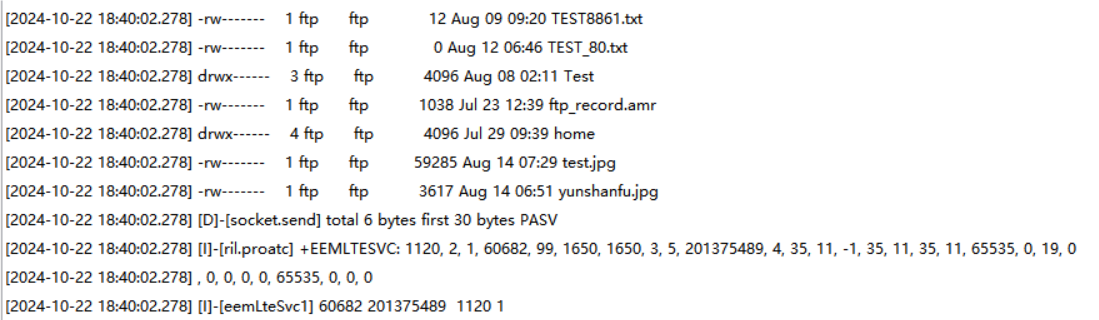 [2024-10-22 18:40:02.278] -rw------- 1 ftp ftp 12 Aug 09 09:20 TEST8861.txt
[2024-10-22 18:40:02.278] -rw------- 1 ftp ftp 0 Aug 12 06:46 TEST_80.txt
[2024-10-22 18:40:02.278] drwx------ 3 ftp ftp 4096 Aug 08 02:11 Test
[2024-10-22 18:40:02.278] -rw------- 1 ftp ftp 1038 Jul 23 12:39 ftp_record.amr
[2024-10-22 18:40:02.278] drwx------ 4 ftp ftp 4096 Jul 29 09:39 home
[2024-10-22 18:40:02.278] -rw------- 1 ftp ftp 59285 Aug 14 07:29 test.jpg
[2024-10-22 18:40:02.278] -rw------- 1 ftp ftp 3617 Aug 14 06:51 yunshanfu.jpg
[2024-10-22 18:40:02.278] [D]-[socket.send] total 6 bytes first 30 bytes PASV
[2024-10-22 18:40:02.278] [I]-[ril.proatc] +EEMLTESVC: 1120, 2, 1, 60682, 99, 1650, 1650, 3, 5, 201375489, 4, 35, 11, -1, 35, 11, 35, 11, 65535, 0, 19, 0
[2024-10-22 18:40:02.278] , 0, 0, 0, 0, 65535, 0, 0, 0
[2024-10-22 18:40:02.278] [I]-[eemLteSvc1] 60682 201375489 1120 1